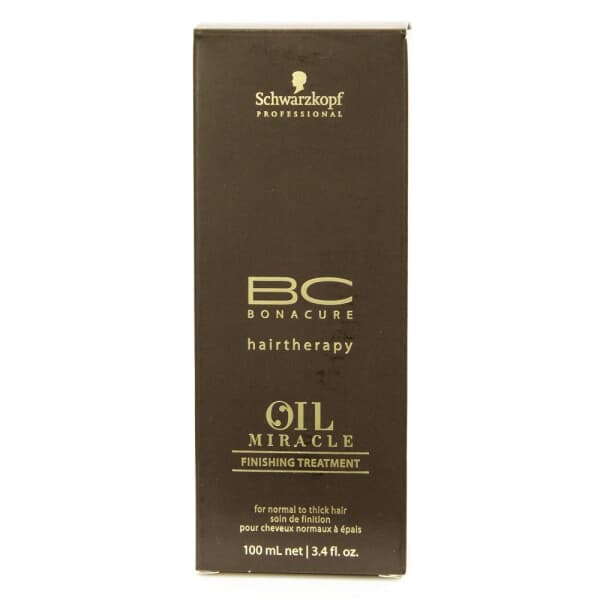 Schwarzkopf
PROFESSIONAL
BC
BONACURE
hairtherapy
OIL
MIRACLE
FINISHING TREATMENT
for normal to thick hair
soin de finition
pour cheveux normaux à épais
100 mL net | 3.4 fl. oz.